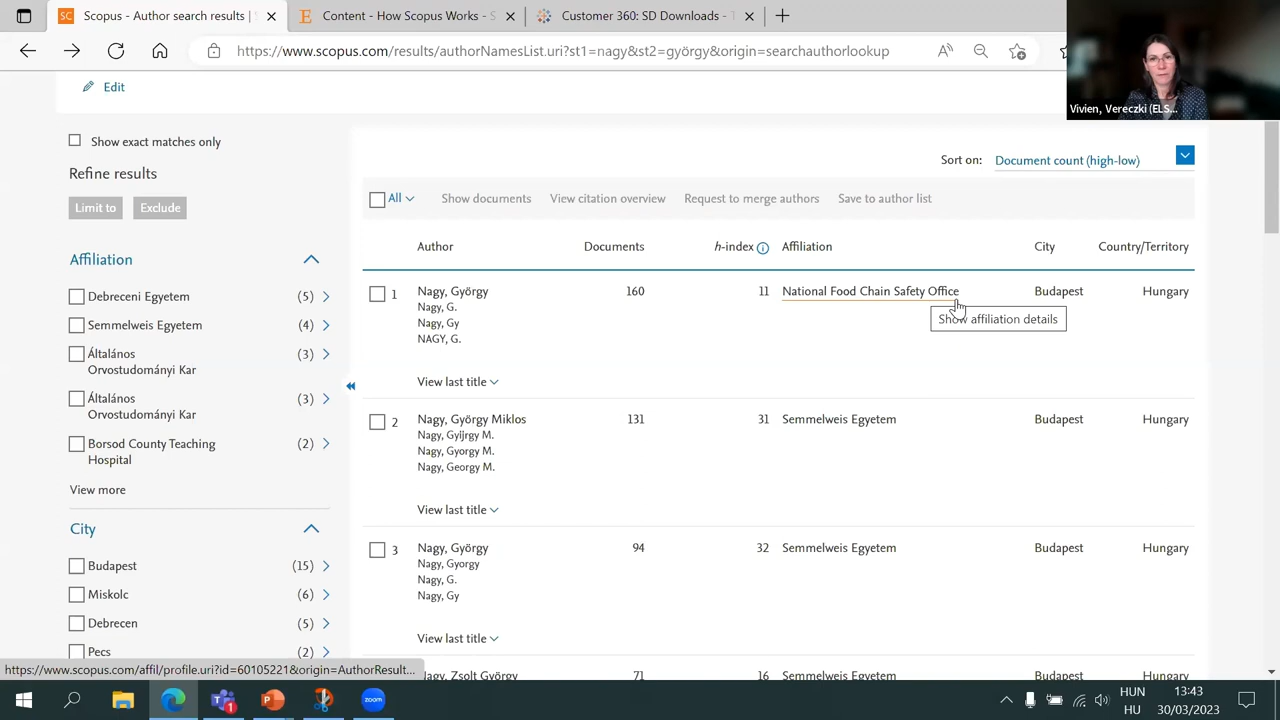 Scopus - Author search results |
Content - How Scopus Works - S
Customer 360: SD Downloads - T
https://www.scopus.com/results/authorNamesList.uri?st1=nagy&st2=györgy&origin=searchauthorlookup
Vivien, Vereczki (ELS...
Edit
Show exact matches only
Refine results
Limit to
Exclude
Affiliation
Debreceni Egyetem (5)
Semmelweis Egyetem (4)
Általános (3)
Orvostudományi Kar
Általános (3)
Orvostudományi Kar
Borsod County Teaching (2)
Hospital
View more
City
Budapest (15)
Miskolc (6)
Debrecen (5)
Pecs (2)
Sort on: Document count (high-low)
All Show documents View citation overview Request to merge authors Save to author list
Author Documents h-index Affiliation City Country/Territory
1 Nagy, György 160 11 National Food Chain Safety Office Budapest Hungary
Nagy, G.
Nagy, Gy
NAGY, G.
Show affiliation details
View last title
2 Nagy, György Miklos 131 31 Semmelweis Egyetem Budapest Hungary
Nagy, Gyijrgy M.
Nagy, Gyorgy M.
Nagy, Georgy M.
View last title
3 Nagy, György 94 32 Semmelweis Egyetem Budapest Hungary
Nagy, Gyorgy
Nagy, G.
Nagy, Gy
View last title
Nagy, Zsolt György 71 16 Semmelweis Egyetem Budapest Hungary
https://www.scopus.com/affil/profile.uri?id=60105221&origin=AuthorResult...
HUN
HU
13:43
30/03/2023